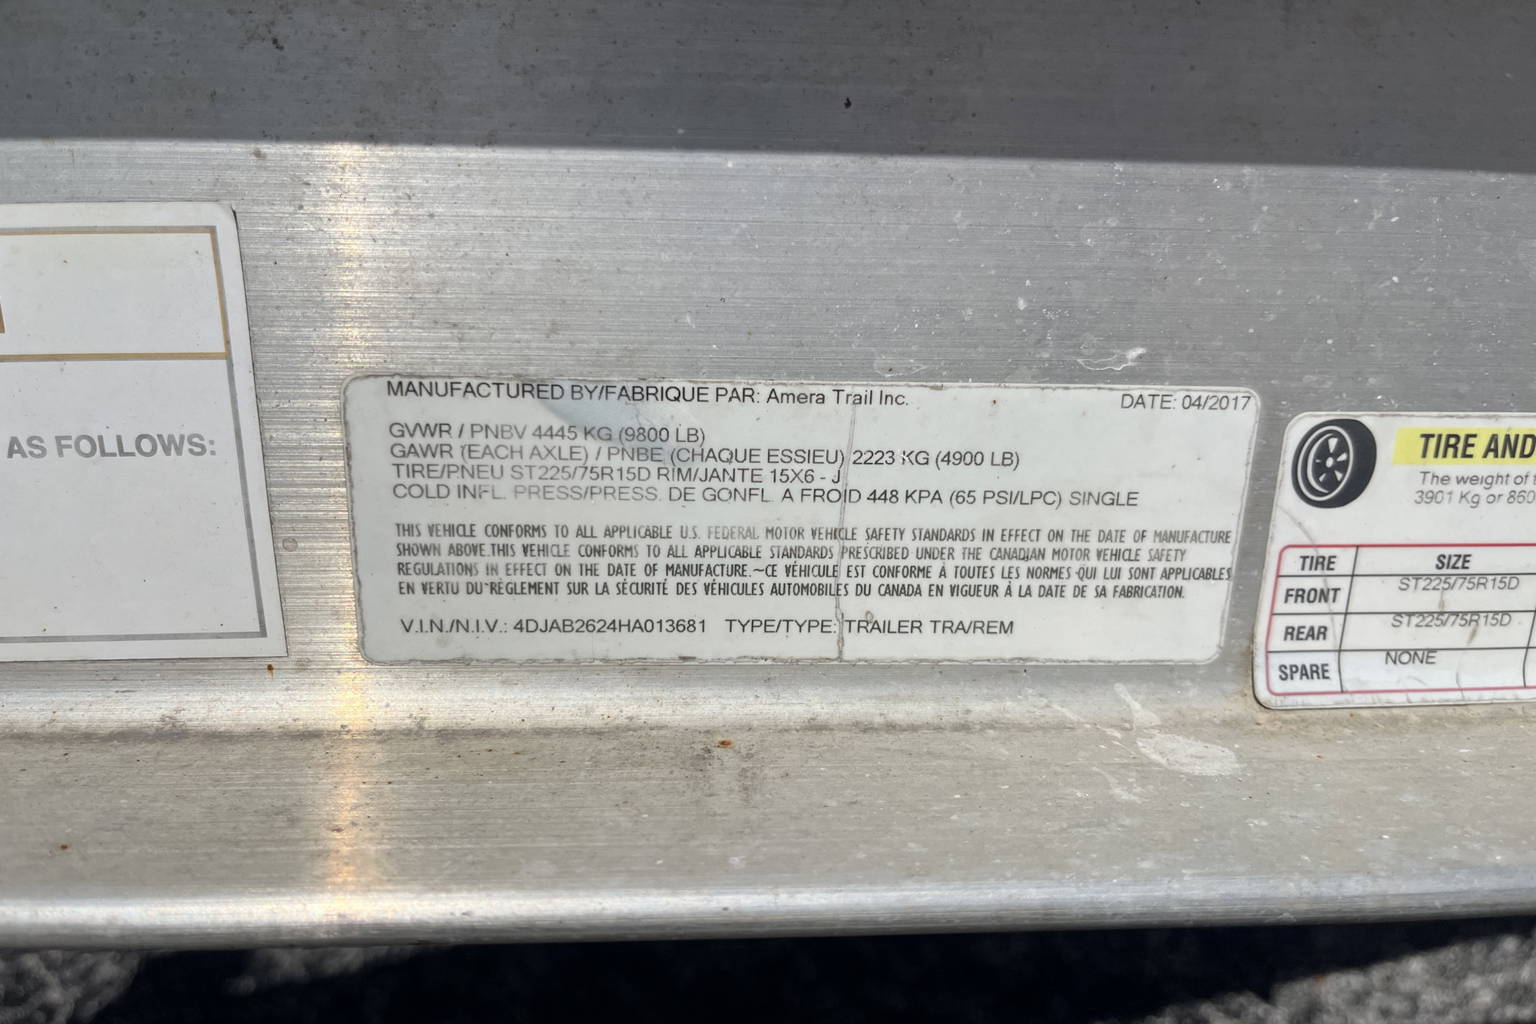 AS FOLLOWS:
MANUFACTURED BY/FABRIQUE PAR: Amera Trail Inc.
DATE: 04/2017
GVWR / PNBV 4445 KG (9800 LB)
GAWR (EACH AXLE) / PNBE (CHAQUE ESSIEU) 2223 KG (4900 LB)
TIRE/PNEU ST225/75R15D RIM/JANTE 15X6 - J
COLD INFL. PRESS/PRESS. DE GONFL. A FROID 448 KPA (65 PSI/LPC) SINGLE
THIS VEHICLE CONFORMS TO ALL APPLICABLE U.S. FEDERAL MOTOR VEHICLE SAFETY STANDARDS IN EFFECT ON THE DATE OF MANUFACTURE
SHOWN ABOVE.THIS VEHICLE CONFORMS TO ALL APPLICABLE STANDARDS PRESCRIBED UNDER THE CANADIAN MOTOR VEHICLE SAFETY
REGULATIONS IN EFFECT ON THE DATE OF MANUFACTURE.~CE VÉHICULE EST CONFORME À TOUTES LES NORMES QUI LUI SONT APPLICABLES
EN VERTU DU RÈGLEMENT SUR LA SÉCURITÉ DES VÉHICULES AUTOMOBILES DU CANADA EN VIGUEUR À LA DATE DE SA FABRICATION.
V.I.N./N.I.V.: 4DJAB2624HA013681 TYPE/TYPE: TRAILER TRA/REM
TIRE AND
The weight of
3901 Kg or 860
TIRE SIZE
FRONT ST225/75R15D
REAR ST225/75R15D
SPARE NONE